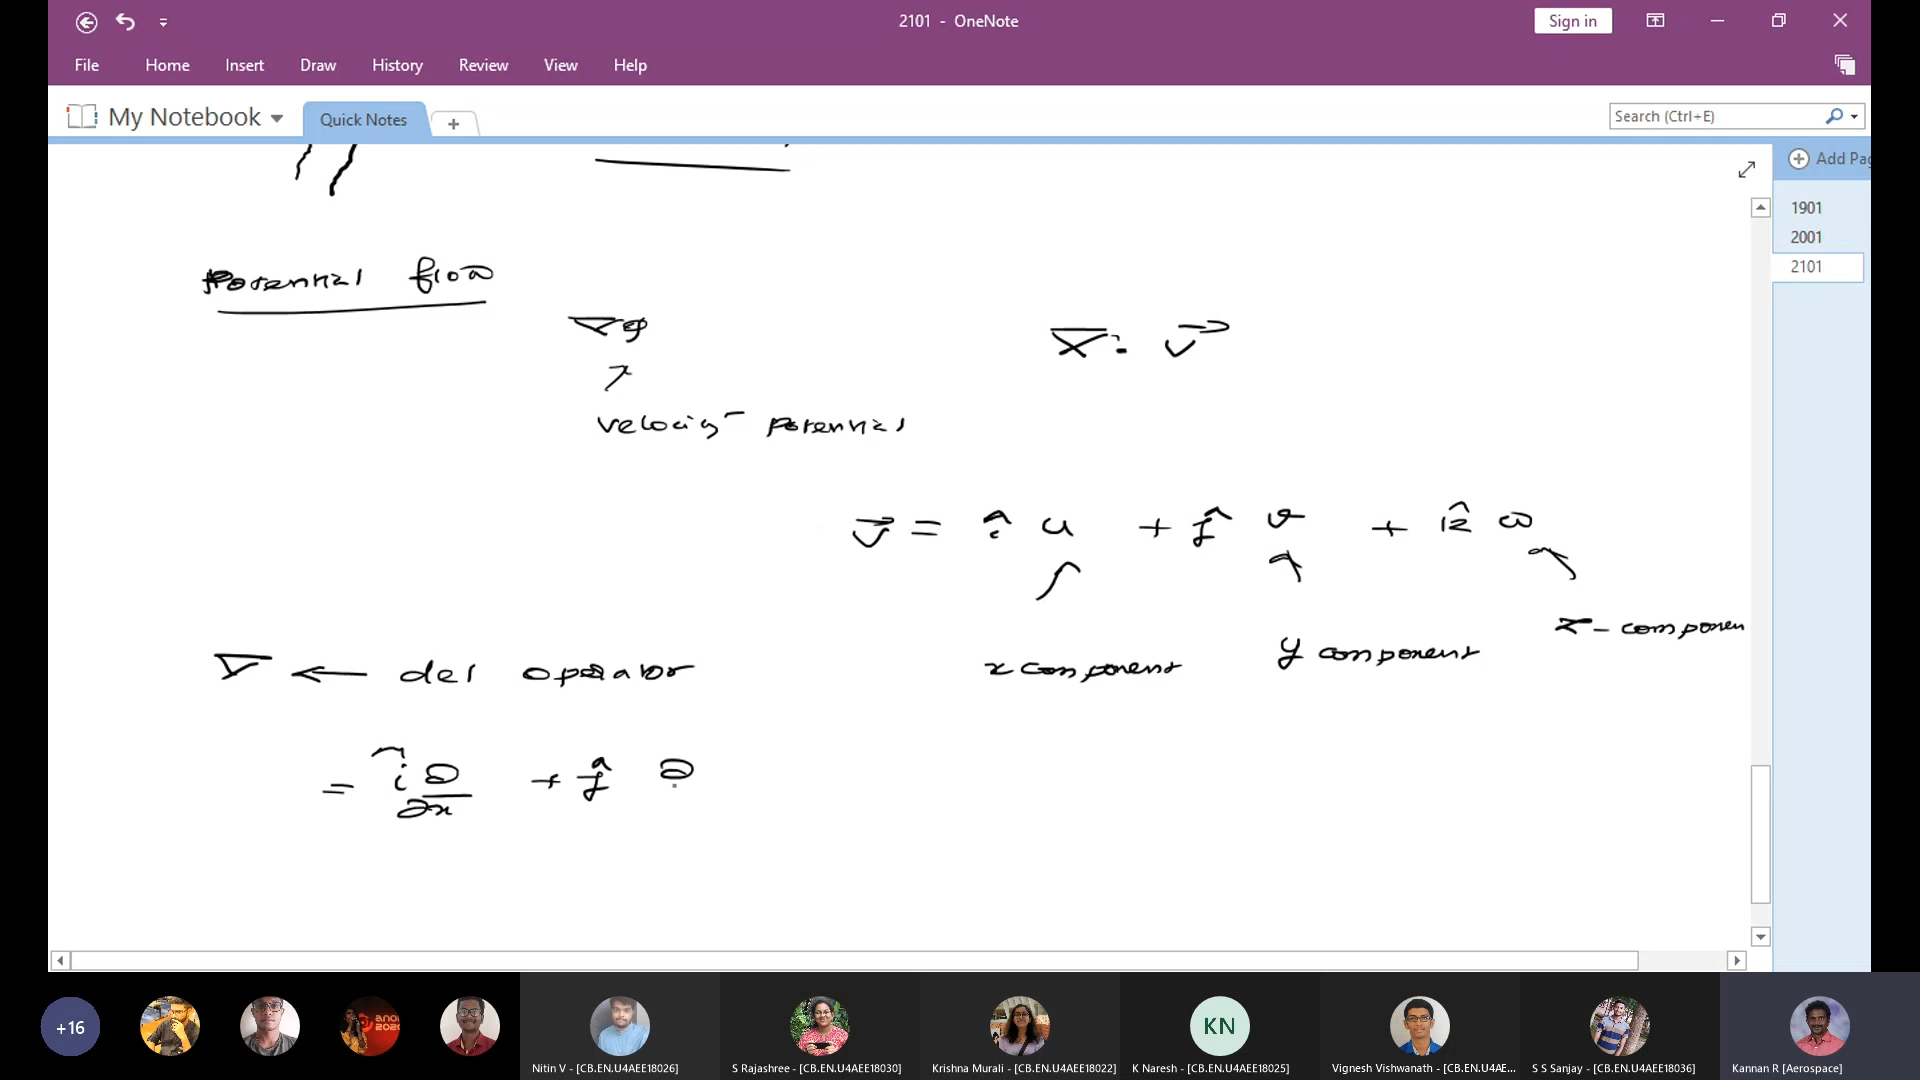 2101 - OneNote
Sign in
File Home Insert Draw History Review View Help
My Notebook
Quick Notes
+
Search (Ctrl+E)
Add Pag
1901
2001
2101
Potential flow
∇φ
∇· V⃗
velocity potential
V⃗ = î u + ĵ v + k̂ w
z-componen
y component
x component
∇ ← del operator
= î ∂/∂x + ĵ ∂
+16
KN
Nitin V - [CB.EN.U4AEE18026]
S Rajashree - [CB.EN.U4AEE18030]
Krishna Murali - [CB.EN.U4AEE18022]
K Naresh - [CB.EN.U4AEE18025]
Vignesh Vishwanath - [CB.EN.U4AE...
S S Sanjay - [CB.EN.U4AEE18036]
Kannan R [Aerospace]